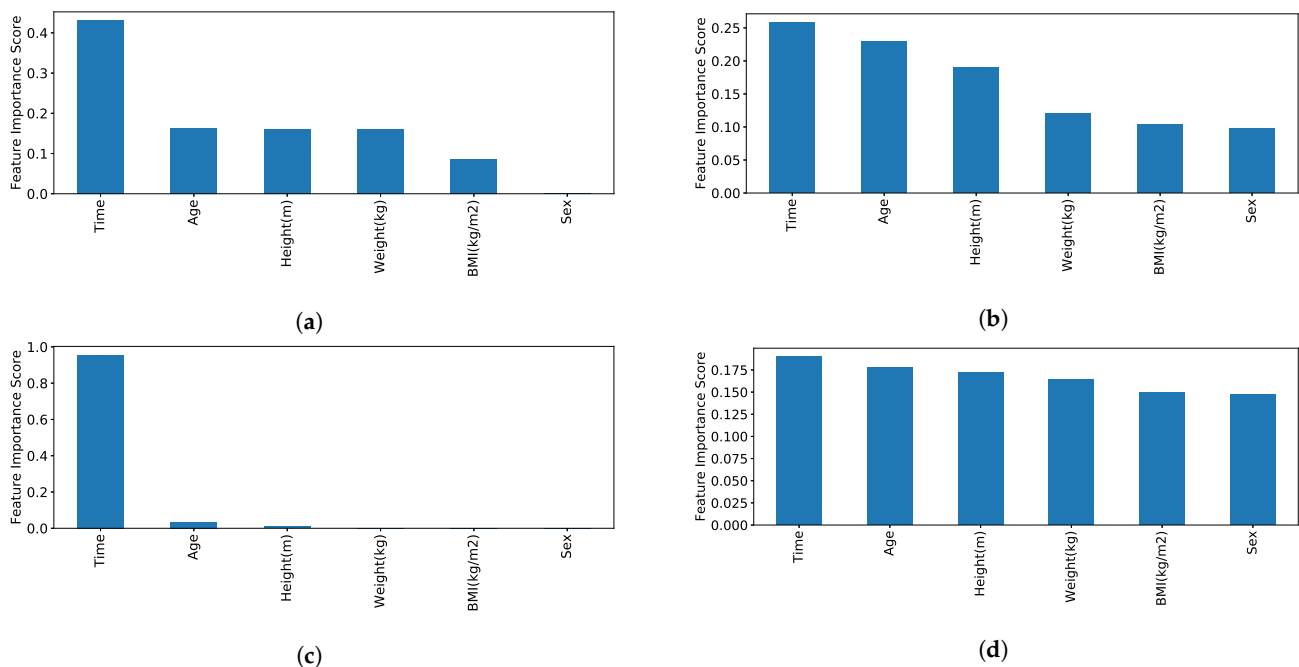 Feature Importance Score
0.4
0.3
0.2
0.1
0.0
Time
Age
Height(m)
Weight(kg)
BMI(kg/m2)
Sex
(a)
Feature Importance Score
0.25
0.20
0.15
0.10
0.05
0.00
Time
Age
Height(m)
Weight(kg)
BMI(kg/m2)
Sex
(b)
Feature Importance Score
1.0
0.8
0.6
0.4
0.2
0.0
Time
Age
Height(m)
Weight(kg)
BMI(kg/m2)
Sex
(c)
Feature Importance Score
0.175
0.150
0.125
0.100
0.075
0.050
0.025
0.000
Time
Age
Height(m)
Weight(kg)
BMI(kg/m2)
Sex
(d)